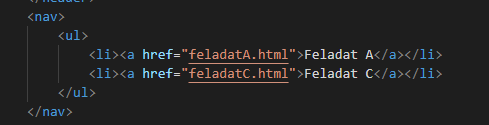 </header>
<nav>
<ul>
<li><a href="feladatA.html">Feladat A</a></li>
<li><a href="feladatC.html">Feladat C</a></li>
</ul>
</nav>